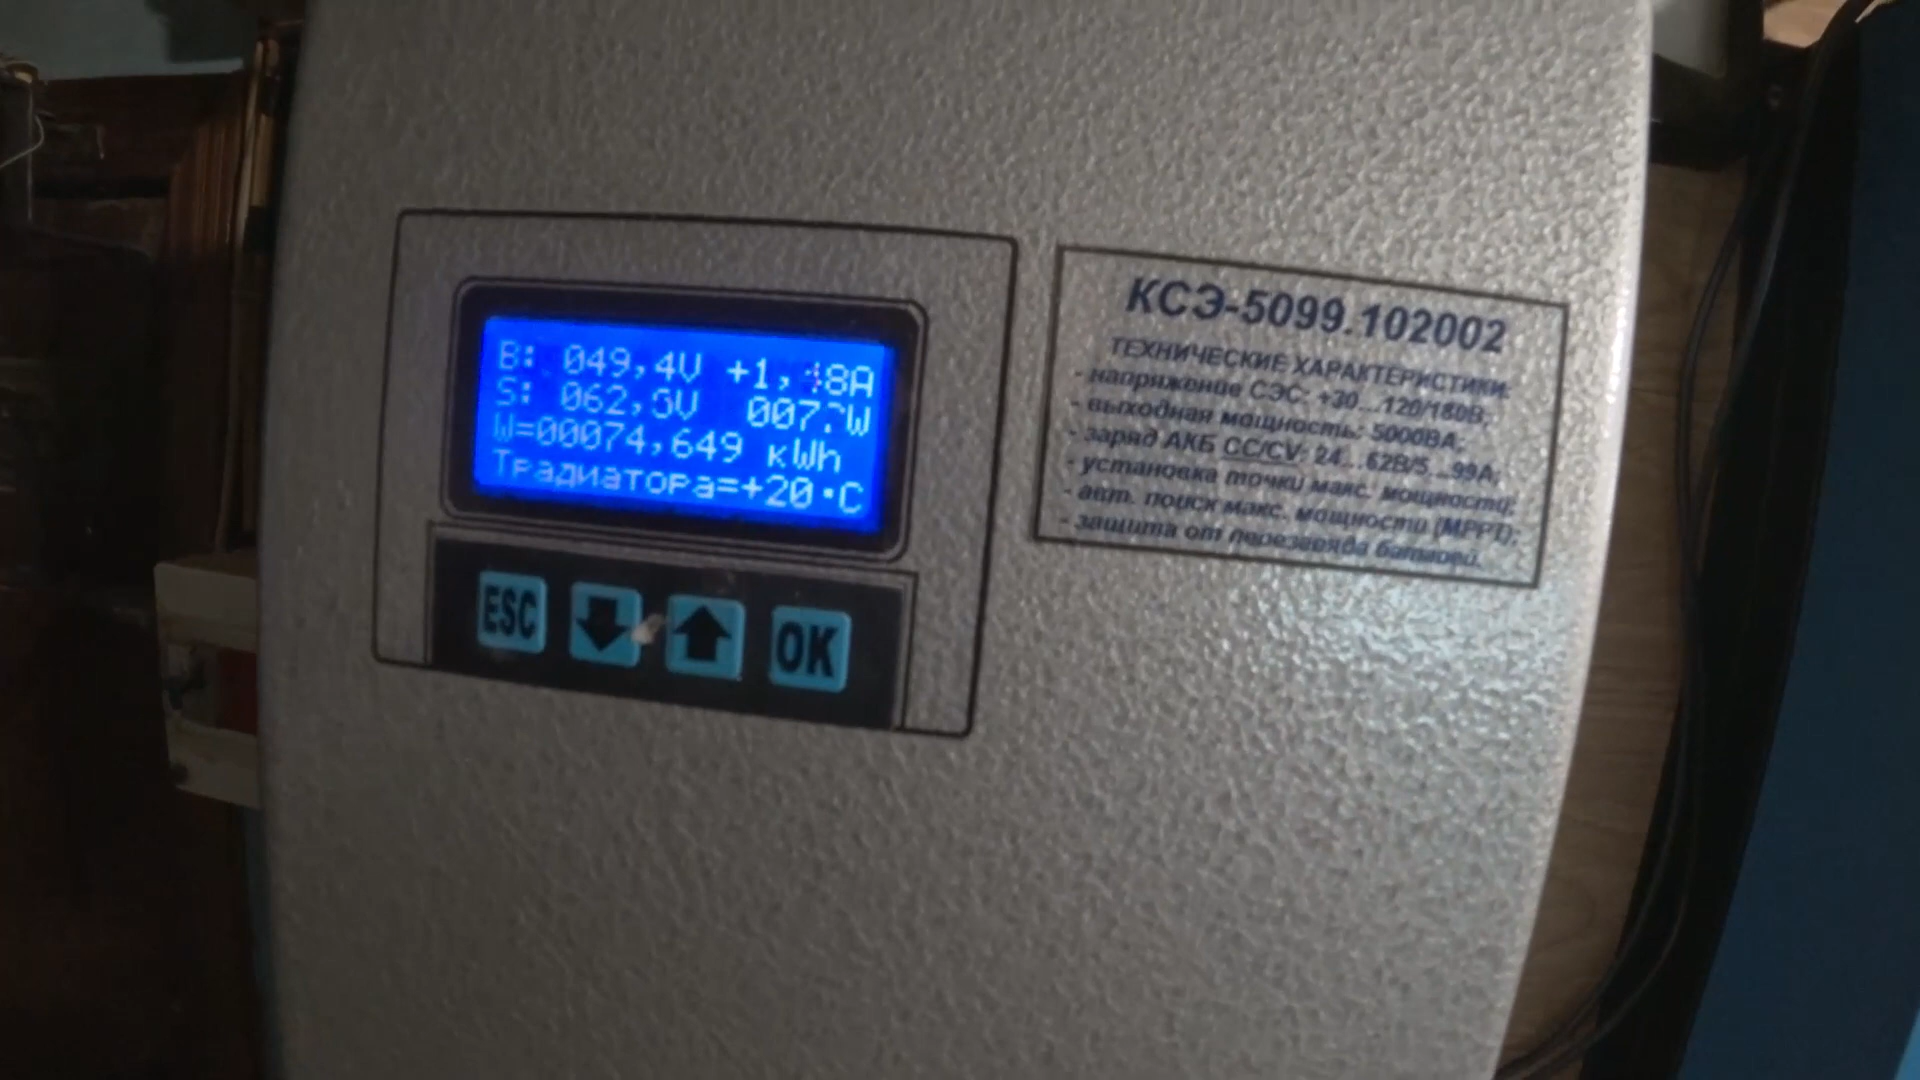 B: 049,4V
S: 062,6V
W=00074,649 кWh
Tрадиатора=+20°C
ESC
OK
КСЭ-5099.102002
ТЕХНИЧЕСКИЕ ХАРАКТЕРИСТИКИ:
- напряжение СЭС: +30...120/180В;
- выходная мощность: 5000ВА;
- заряд АКБ CC/CV: 24...62В/5...99А;
- установка точки макс. мощности;
- авт. поиск макс. мощности (MPPT);
- защита от перезаряда батарей.